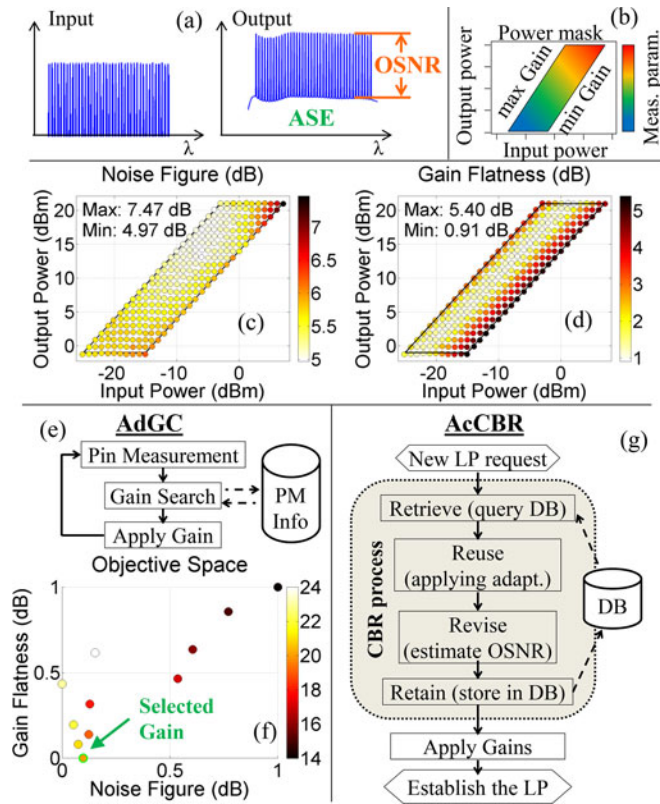 Input
(a)
λ
Output
OSNR
ASE
λ
(b)
Power mask
max Gain
min Gain
Output power
Input power
Meas. param.
Noise Figure (dB)
Max: 7.47 dB
Min: 4.97 dB
Output Power (dBm)
20
15
10
5
0
-20
-10
0
Input Power (dBm)
(c)
7
6.5
6
5.5
5
Gain Flatness (dB)
Max: 5.40 dB
Min: 0.91 dB
Output Power (dBm)
20
15
10
5
0
-20
-10
0
Input Power (dBm)
(d)
5
4
3
2
1
(e)
AdGC
Pin Measurement
Gain Search
Apply Gain
PM
Info
Objective Space
Gain Flatness (dB)
1
0.5
0
0
0.5
1
Noise Figure (dB)
Selected
Gain
(f)
24
22
20
18
16
14
AcCBR
(g)
New LP request
CBR process
Retrieve (query DB)
Reuse
(applying adapt.)
Revise
(estimate OSNR)
Retain (store in DB)
DB
Apply Gains
Establish the LP